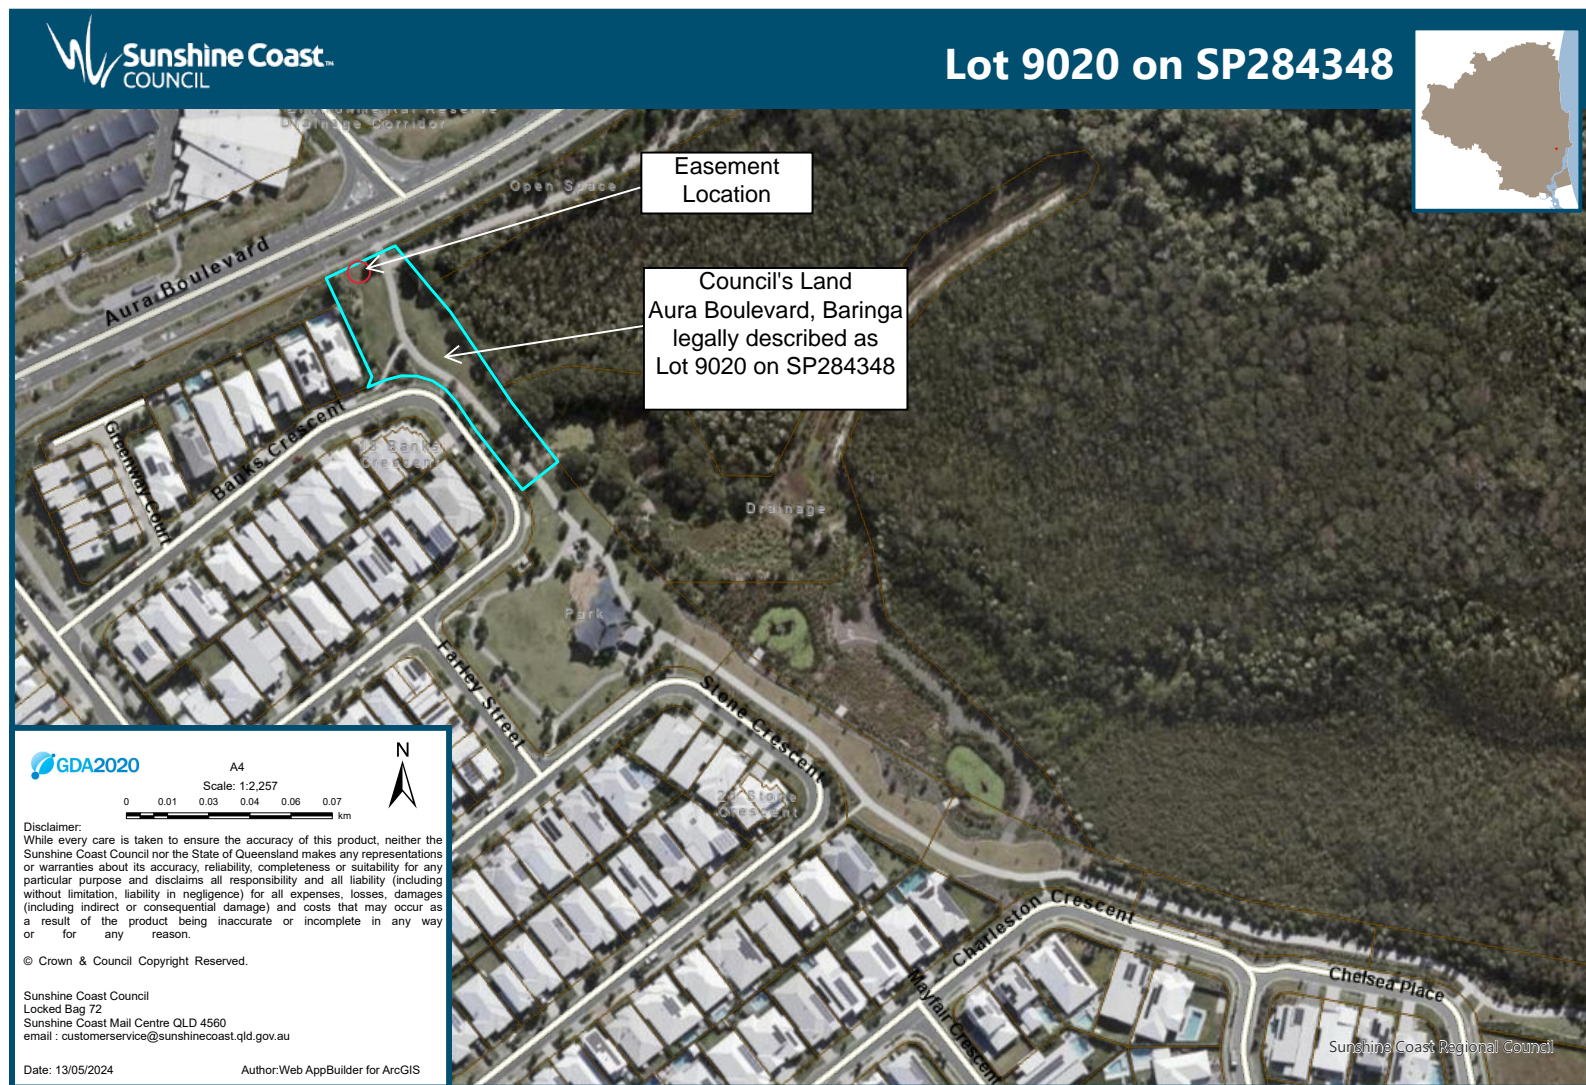 Sunshine Coast™
COUNCIL
Lot 9020 on SP284348
Environmental Reserve
Drainage Corridor
Open Space
Easement
Location
Aura Boulevard
Council's Land
Aura Boulevard, Baringa
legally described as
Lot 9020 on SP284348
Greenway Court
Banks Crescent
Banks
Crescent
Drainage
Park
Farley Street
Stone Crescent
Stone
Crescent
Charleston Crescent
Mayfair Crescent
Chelsea Place
Sunshine Coast Regional Council
GDA2020
A4
Scale: 1:2,257
N
0 0.01 0.03 0.04 0.06 0.07
km
Disclaimer:
While every care is taken to ensure the accuracy of this product, neither the
Sunshine Coast Council nor the State of Queensland makes any representations
or warranties about its accuracy, reliability, completeness or suitability for any
particular purpose and disclaims all responsibility and all liability (including
without limitation, liability in negligence) for all expenses, losses, damages
(including indirect or consequential damage) and costs that may occur as
a result of the product being inaccurate or incomplete in any way
or for any reason.
© Crown & Council Copyright Reserved.
Sunshine Coast Council
Locked Bag 72
Sunshine Coast Mail Centre QLD 4560
email : customerservice@sunshinecoast.qld.gov.au
Date: 13/05/2024
Author:Web AppBuilder for ArcGIS